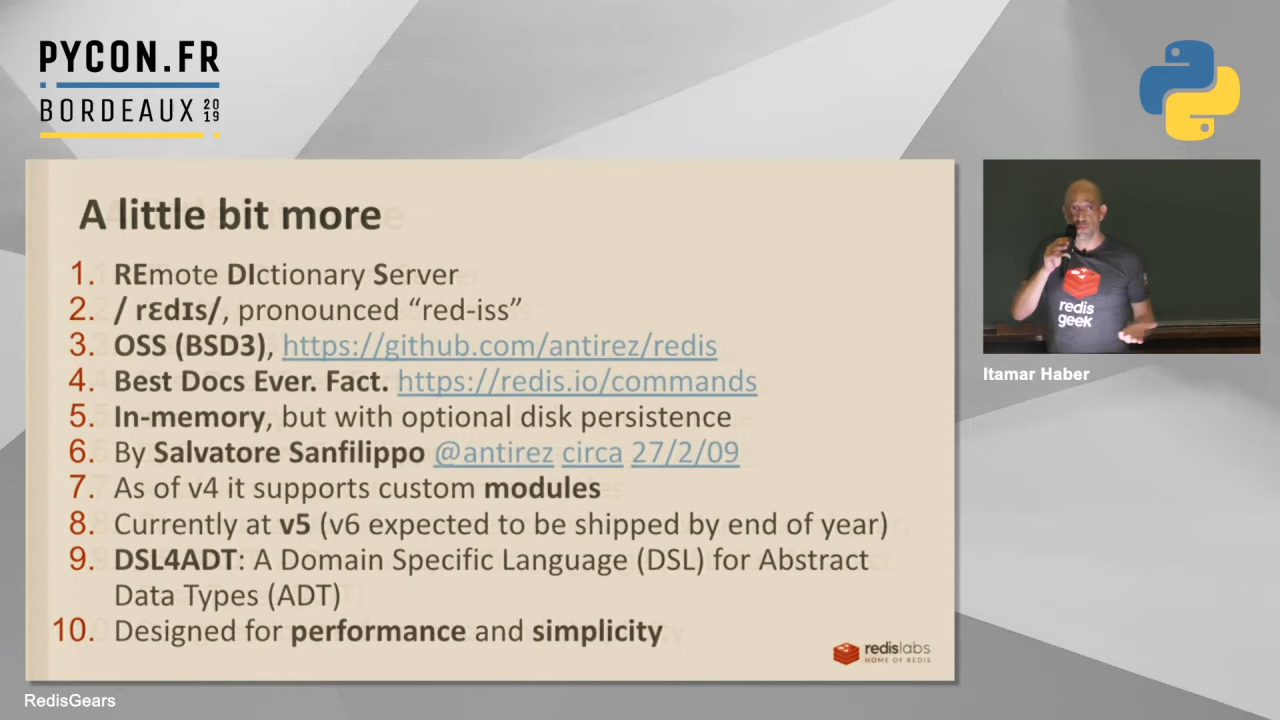 PYCON.FR
BORDEAUX 2019
A little bit more
1. REmote DIctionary Server
2. / rɛdɪs/, pronounced “red-iss”
3. OSS (BSD3), https://github.com/antirez/redis
4. Best Docs Ever. Fact. https://redis.io/commands
5. In-memory, but with optional disk persistence
6. By Salvatore Sanfilippo @antirez circa 27/2/09
7. As of v4 it supports custom modules
8. Currently at v5 (v6 expected to be shipped by end of year)
9. DSL4ADT: A Domain Specific Language (DSL) for Abstract
Data Types (ADT)
10. Designed for performance and simplicity
redislabs
HOME OF REDIS
redis
geek
Itamar Haber
RedisGears